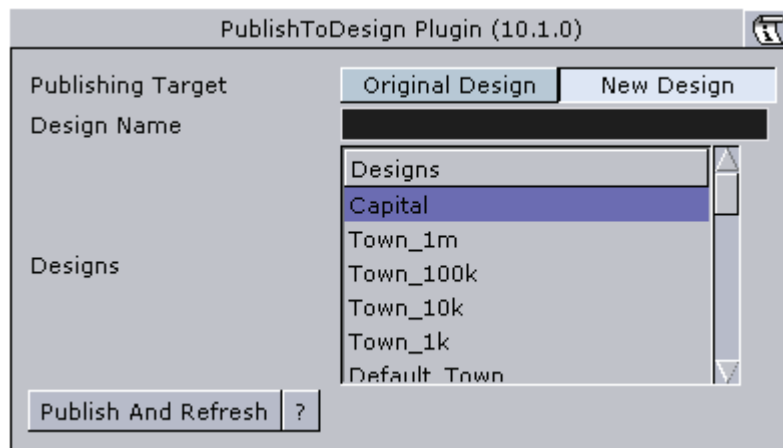 PublishToDesign Plugin (10.1.0)
Publishing Target Original Design New Design
Design Name
Designs
Capital
Town_1m
Designs
Town_100k
Town_10k
Town_1k
Default_Town
Publish And Refresh ?